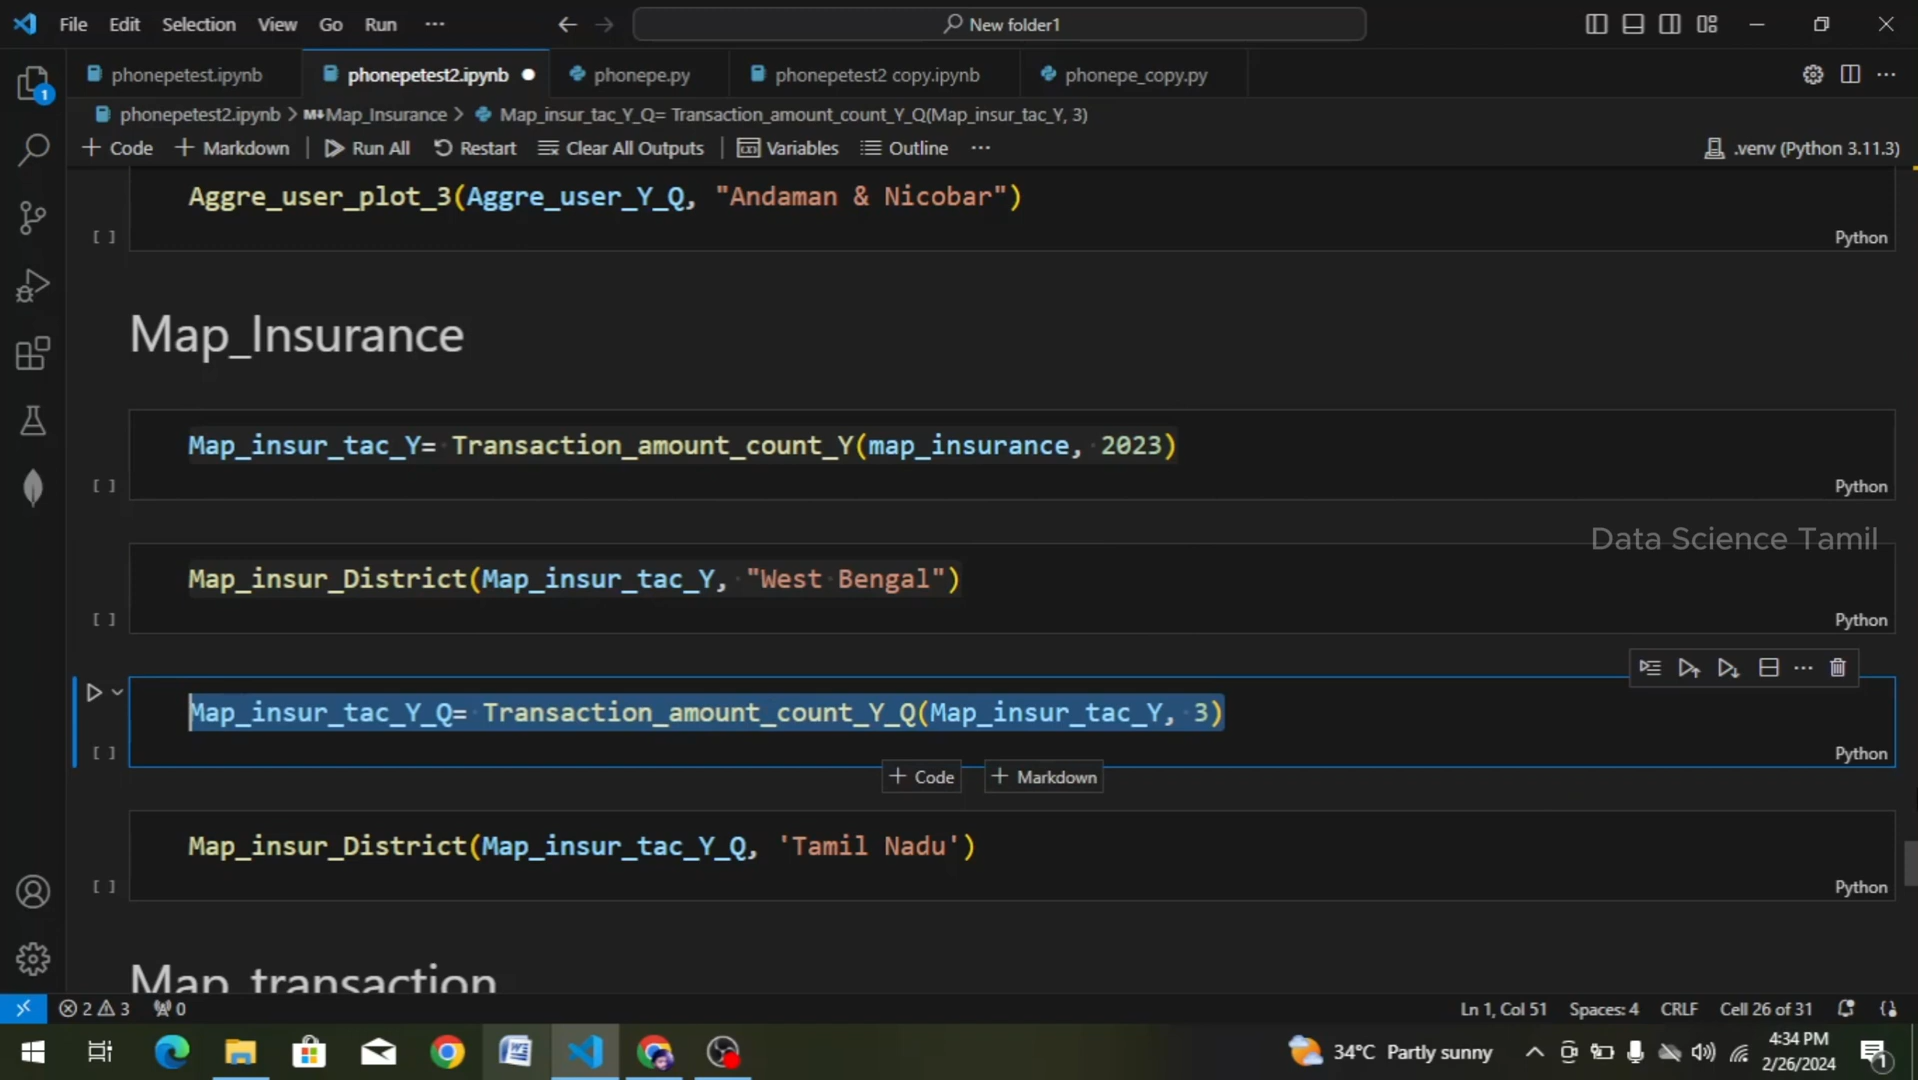 File Edit Selection View Go Run ··· New folder1
phonepetest.ipynb phonepetest2.ipynb phonepe.py phonepetest2 copy.ipynb phonepe_copy.py
phonepetest2.ipynb > M↓Map_Insurance > Map_insur_tac_Y_Q= Transaction_amount_count_Y_Q(Map_insur_tac_Y, 3)
+ Code + Markdown Run All Restart Clear All Outputs Variables Outline ··· .venv (Python 3.11.3)
Aggre_user_plot_3(Aggre_user_Y_Q, "Andaman & Nicobar")
[ ] Python
Map_Insurance
Map_insur_tac_Y= Transaction_amount_count_Y(map_insurance, 2023)
[ ] Python
Data Science Tamil
Map_insur_District(Map_insur_tac_Y, "West Bengal")
[ ] Python
Map_insur_tac_Y_Q= Transaction_amount_count_Y_Q(Map_insur_tac_Y, 3)
[ ] Python
+ Code + Markdown
Map_insur_District(Map_insur_tac_Y_Q, 'Tamil Nadu')
[ ] Python
Map_transaction
2 3 0 Ln 1, Col 51 Spaces: 4 CRLF Cell 26 of 31
34°C Partly sunny 4:34 PM
2/26/2024
1
1